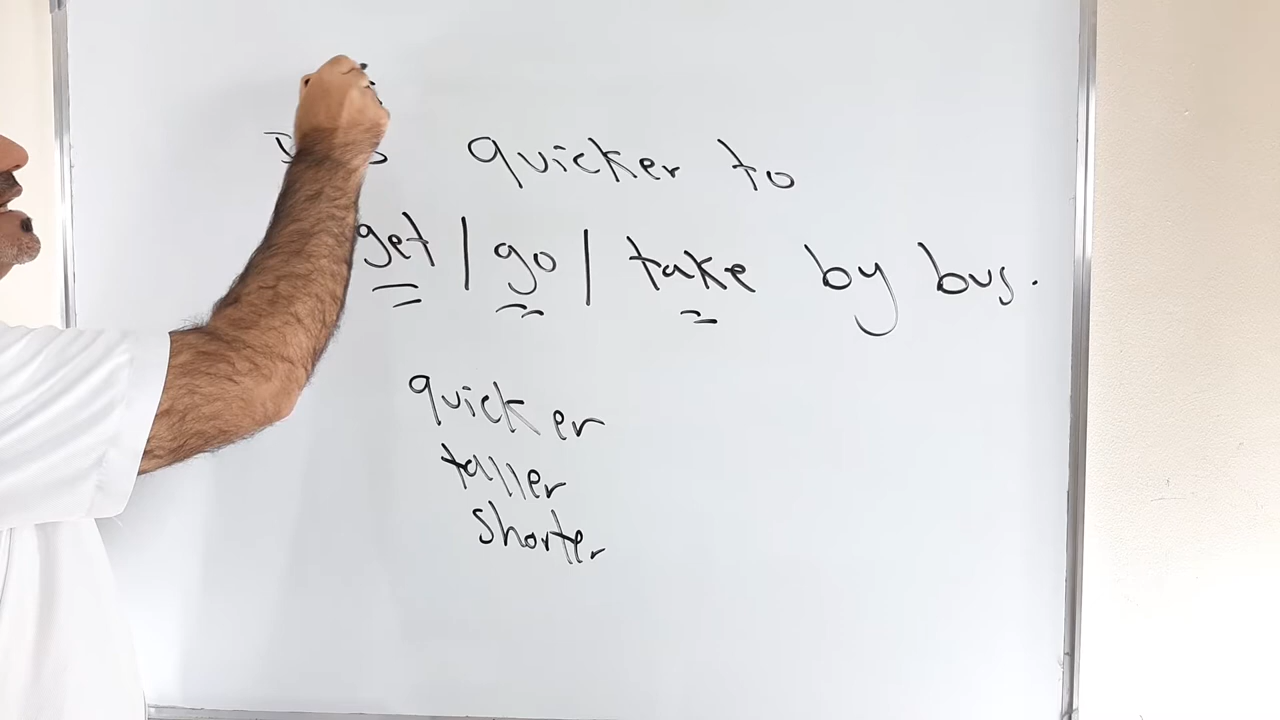 quicker to
get / go / take by bus.
quicker
taller
shorter